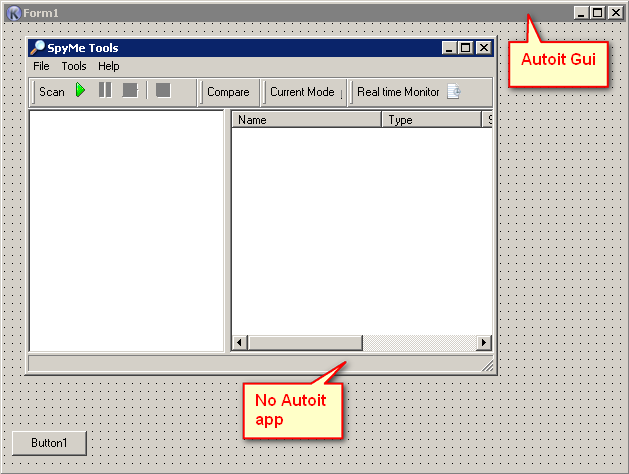 Form1
Autoit Gui
SpyMe Tools
File Tools Help
Scan Compare Current Mode Real time Monitor
Name Type S
No Autoit
app
Button1